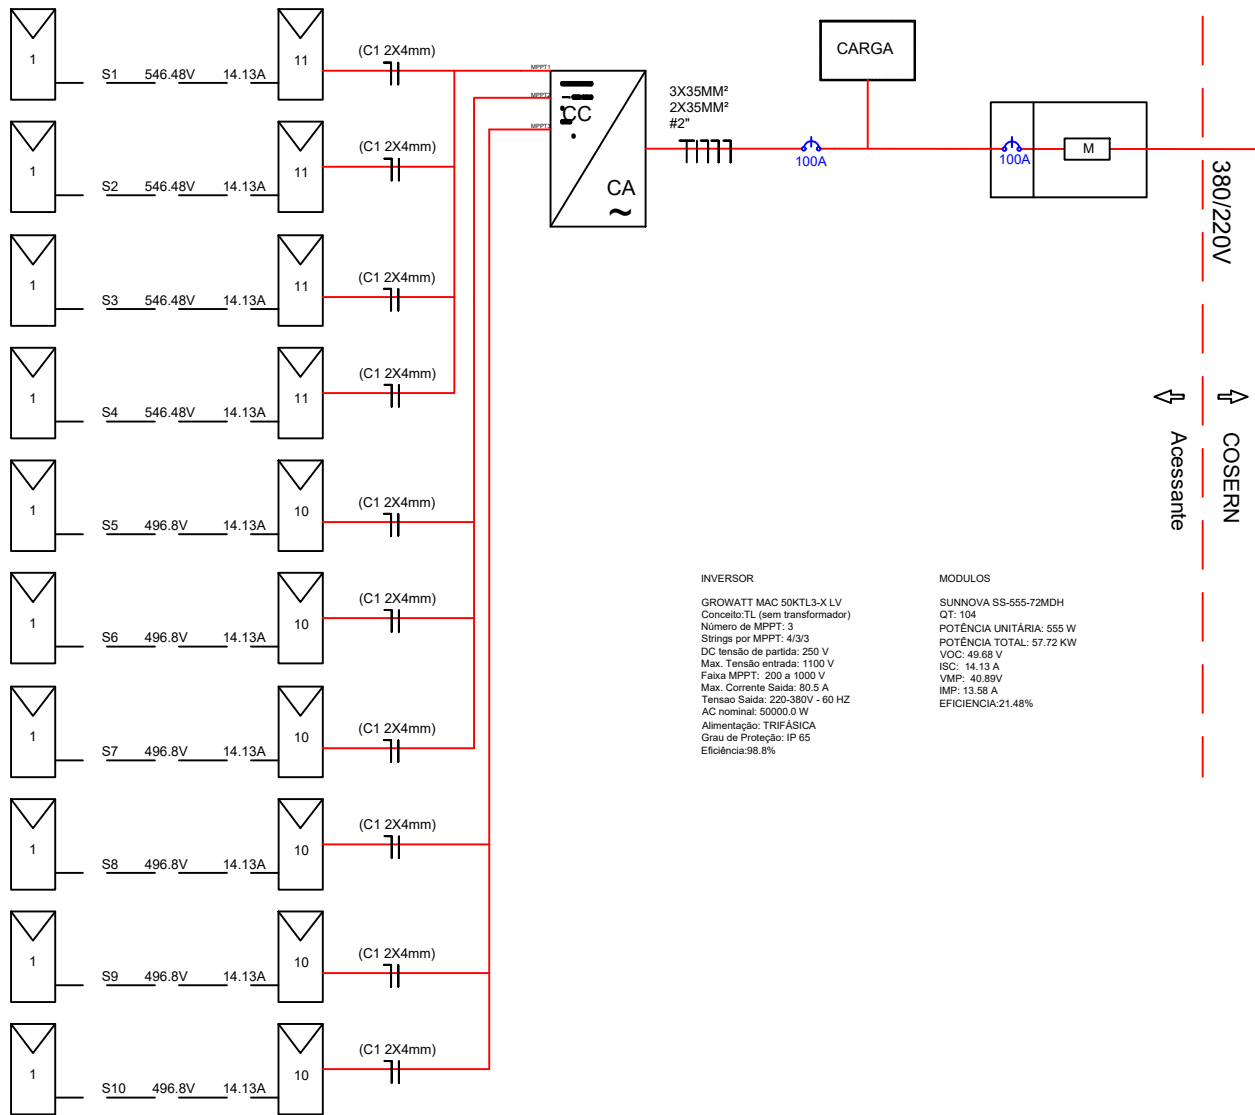 1 S1 546.48V 14.13A 11 (C1 2X4mm)
1 S2 546.48V 14.13A 11 (C1 2X4mm)
1 S3 546.48V 14.13A 11 (C1 2X4mm)
1 S4 546.48V 14.13A 11 (C1 2X4mm)
1 S5 496.8V 14.13A 10 (C1 2X4mm)
1 S6 496.8V 14.13A 10 (C1 2X4mm)
1 S7 496.8V 14.13A 10 (C1 2X4mm)
1 S8 496.8V 14.13A 10 (C1 2X4mm)
1 S9 496.8V 14.13A 10 (C1 2X4mm)
1 S10 496.8V 14.13A 10 (C1 2X4mm)
MPPT1
MPPT2
MPPT3
CC
CA
~
3X35MM²
2X35MM²
#2"
100A
CARGA
100A
M
380/220V
COSERN
Acessante
INVERSOR
GROWATT MAC 50KTL3-X LV
Conceito:TL (sem transformador)
Número de MPPT: 3
Strings por MPPT: 4/3/3
DC tensão de partida: 250 V
Max. Tensão entrada: 1100 V
Faixa MPPT: 200 a 1000 V
Max. Corrente Saida: 80.5 A
Tensao Saida: 220-380V - 60 HZ
AC nominal: 50000.0 W
Alimentação: TRIFÁSICA
Grau de Proteção: IP 65
Eficiência:98.8%
MODULOS
SUNNOVA SS-555-72MDH
QT: 104
POTÊNCIA UNITÁRIA: 555 W
POTÊNCIA TOTAL: 57.72 KW
VOC: 49.68 V
ISC: 14.13 A
VMP: 40.89V
IMP: 13.58 A
EFICIENCIA:21.48%